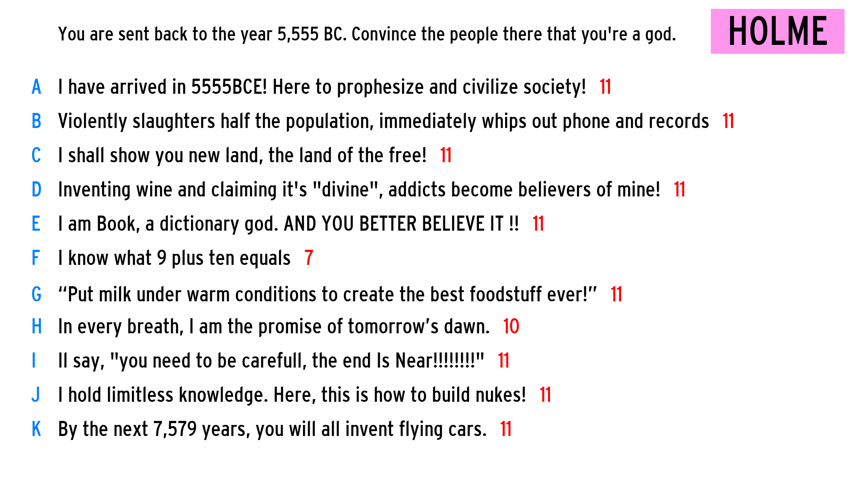 You are sent back to the year 5,555 BC. Convince the people there that you're a god.
HOLME
A I have arrived in 5555BCE! Here to prophesize and civilize society! 11
B Violently slaughters half the population, immediately whips out phone and records 11
C I shall show you new land, the land of the free! 11
D Inventing wine and claiming it's "divine", addicts become believers of mine! 11
E I am Book, a dictionary god. AND YOU BETTER BELIEVE IT !! 11
F I know what 9 plus ten equals 7
G “Put milk under warm conditions to create the best foodstuff ever!” 11
H In every breath, I am the promise of tomorrow’s dawn. 10
I Il say, "you need to be carefull, the end Is Near!!!!!!!!" 11
J I hold limitless knowledge. Here, this is how to build nukes! 11
K By the next 7,579 years, you will all invent flying cars. 11